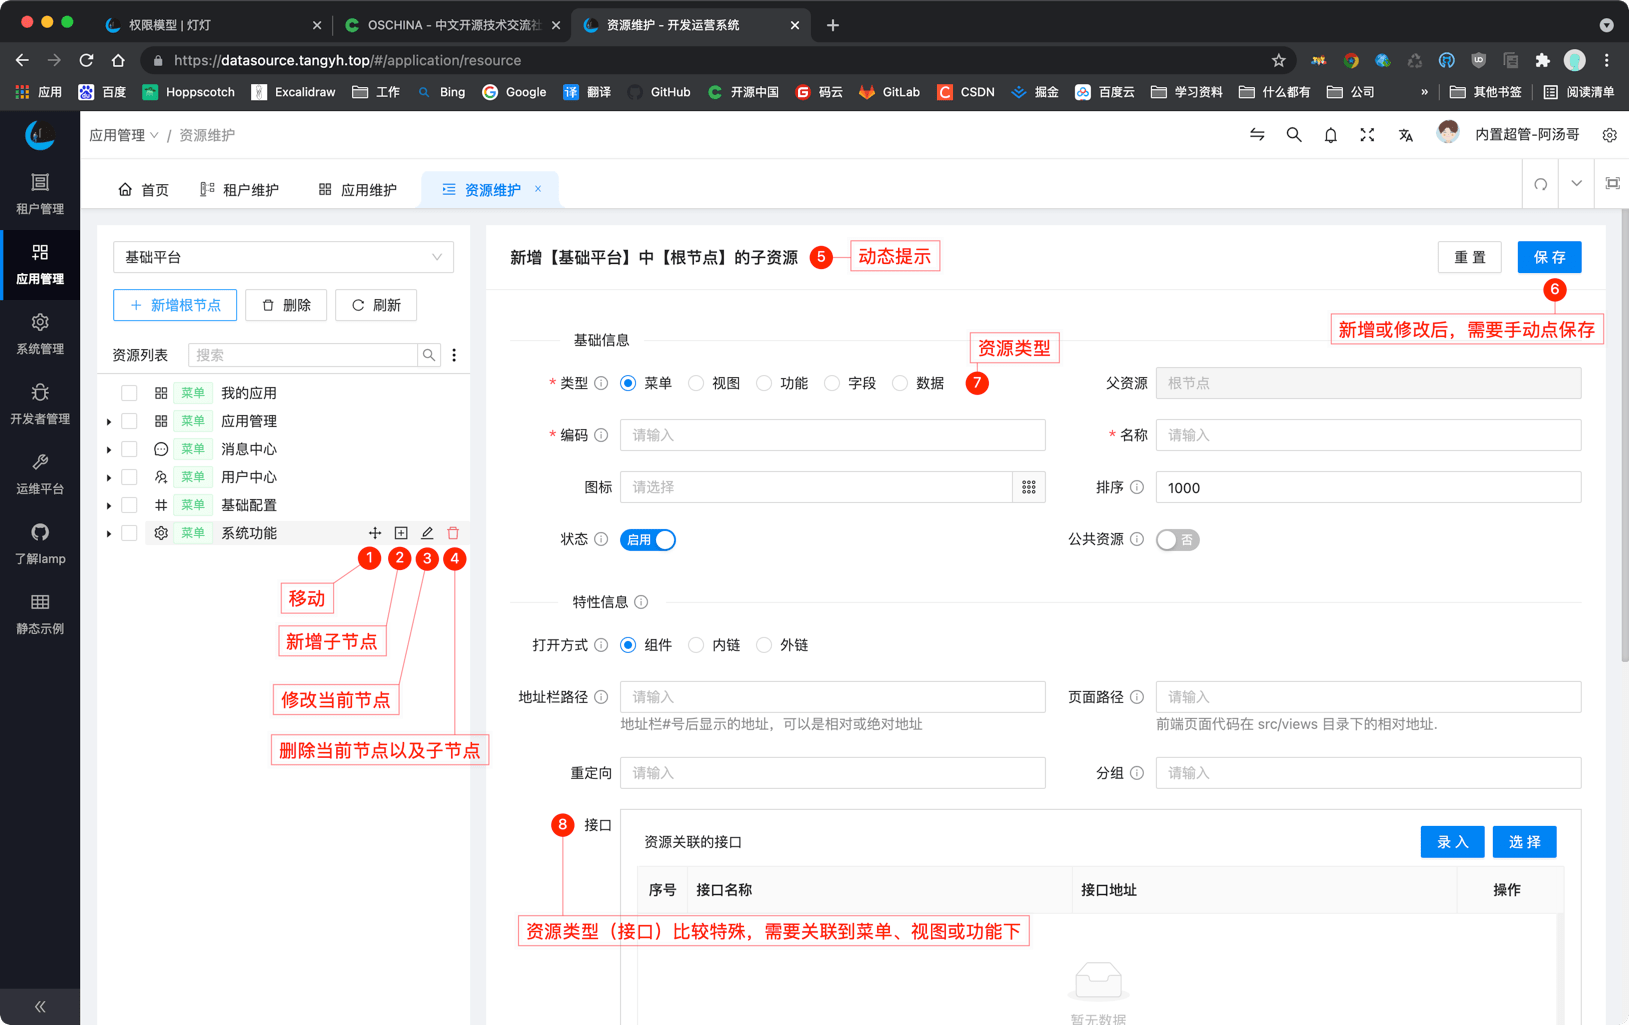 权限模型 | 灯灯
OSCHINA - 中文开源技术交流社
资源维护 - 开发运营系统
https://datasource.tangyh.top/#/application/resource
应用 百度 Hoppscotch Excalidraw 工作 Bing Google 翻译 GitHub 开源中国 码云 GitLab CSDN 掘金 百度云 学习资料 什么都有 公司 » 其他书签 阅读清单
应用管理 / 资源维护
内置超管-阿汤哥
首页 租户维护 应用维护 资源维护 ×
租户管理
应用管理
系统管理
开发者管理
运维平台
了解lamp
静态示例
«
基础平台
+ 新增根节点 删除 刷新
资源列表 搜索
菜单 我的应用
菜单 应用管理
菜单 消息中心
菜单 用户中心
菜单 基础配置
菜单 系统功能
1 2 3 4
移动
新增子节点
修改当前节点
删除当前节点以及子节点
新增【基础平台】中【根节点】的子资源 5 动态提示
重 置 保 存
6
新增或修改后，需要手动点保存
基础信息
资源类型
* 类型 菜单 视图 功能 字段 数据 7
父资源 根节点
* 编码 请输入
* 名称 请输入
图标 请选择
排序 1000
状态 启用
公共资源 否
特性信息
打开方式 组件 内链 外链
地址栏路径 请输入
地址栏#号后显示的地址，可以是相对或绝对地址
页面路径 请输入
前端页面代码在 src/views 目录下的相对地址.
重定向 请输入
分组 请输入
8 接口
资源关联的接口 录 入 选 择
序号 接口名称 接口地址 操作
资源类型（接口）比较特殊，需要关联到菜单、视图或功能下
暂无数据